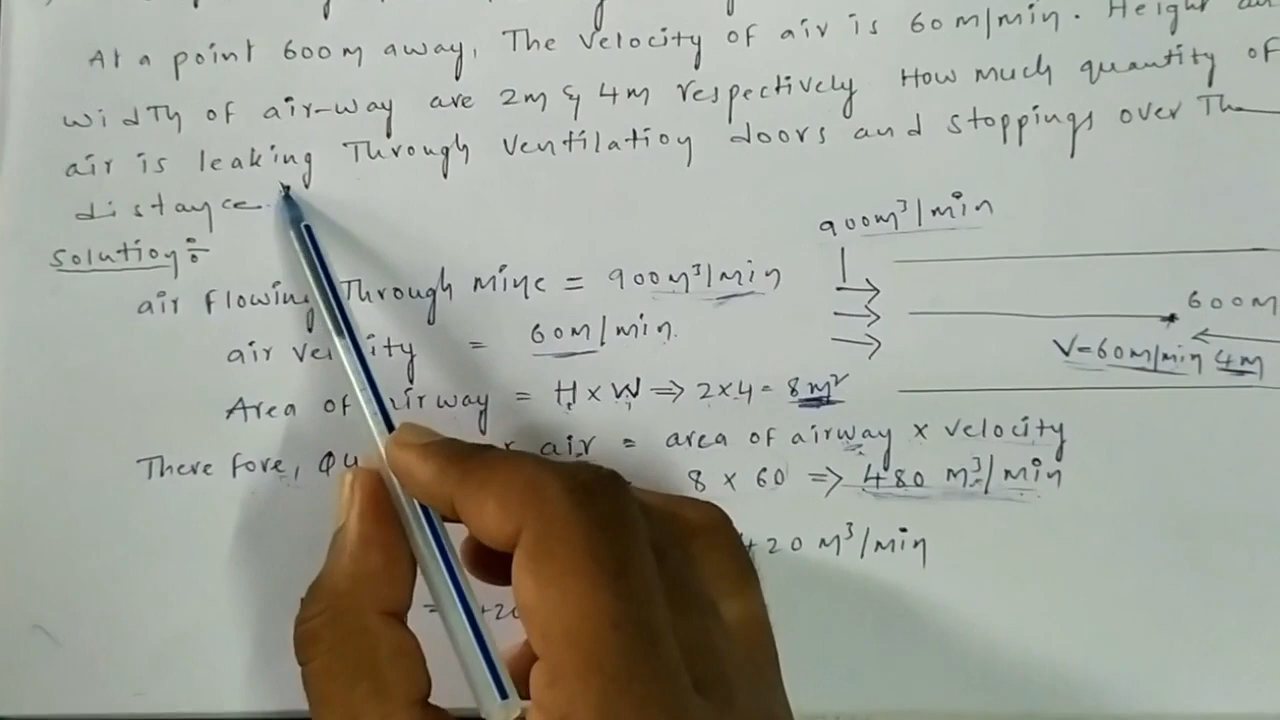 At a point 600m away, The velocity of air is 60m/min. Height
width of air-way are 2m & 4m respectively How much quantity of
air is leaking Through ventilation doors and stoppings over The
distance.
Solution÷
900m³/min
air flowing Through mine = 900m³/min
600m
air velocity = 60m/min.
V=60m/min 4m
Area of airway = H x W ⇒ 2x4 = 8m²
There fore, air = area of airway x velocity
8 x 60 ⇒ 480 m³/min
420 m³/min
=